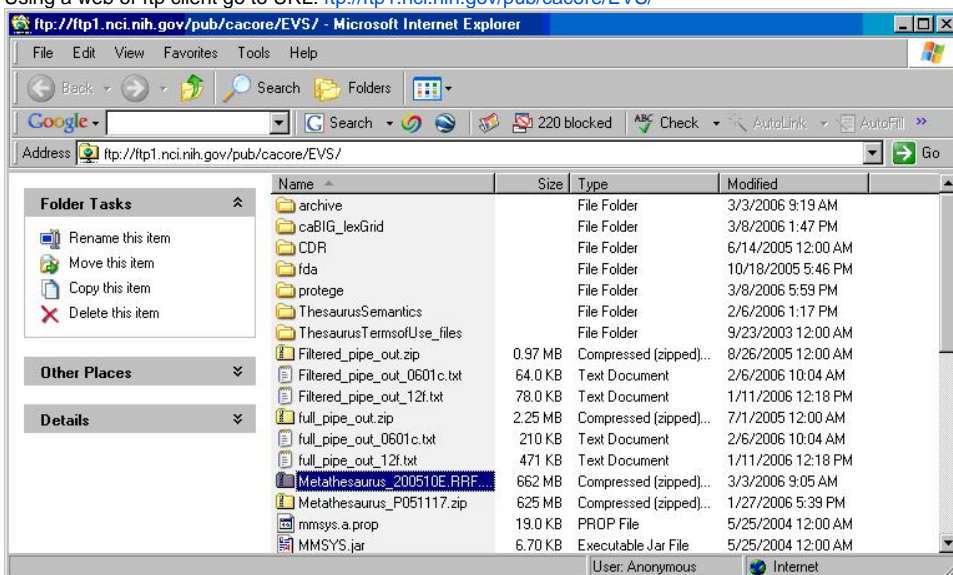 Using a web or ftp client go to URL: ftp://ftp1.nci.nih.gov/pub/cacore/EVS/
ftp://ftp1.nci.nih.gov/pub/cacore/EVS/ - Microsoft Internet Explorer
File Edit View Favorites Tools Help
Back Search Folders
Google Search 220 blocked ABC Check AutoLink AutoFill »
Address ftp://ftp1.nci.nih.gov/pub/cacore/EVS/ Go
Name Size Type Modified
Folder Tasks
Rename this item
Move this item
Copy this item
Delete this item
Other Places
Details
archive File Folder 3/3/2006 9:19 AM
caBIG_lexGrid File Folder 3/8/2006 1:47 PM
CDR File Folder 6/14/2005 12:00 AM
fda File Folder 10/18/2005 5:46 PM
protege File Folder 3/8/2006 5:59 PM
ThesaurusSemantics File Folder 2/6/2006 1:17 PM
ThesaurusTermsofUse_files File Folder 9/23/2003 12:00 AM
Filtered_pipe_out.zip 0.97 MB Compressed (zipped)... 8/26/2005 12:00 AM
Filtered_pipe_out_0601c.txt 64.0 KB Text Document 2/6/2006 10:04 AM
Filtered_pipe_out_12f.txt 78.0 KB Text Document 1/11/2006 12:18 PM
full_pipe_out.zip 2.25 MB Compressed (zipped)... 7/1/2005 12:00 AM
full_pipe_out_0601c.txt 210 KB Text Document 2/6/2006 10:04 AM
full_pipe_out_12f.txt 471 KB Text Document 1/11/2006 12:18 PM
Metathesaurus_200510E.RRF.... 662 MB Compressed (zipped)... 3/3/2006 9:05 AM
Metathesaurus_P051117.zip 625 MB Compressed (zipped)... 1/27/2006 5:39 PM
mmsys.a.prop 19.0 KB PROP File 5/25/2004 12:00 AM
MMSYS.jar 6.70 KB Executable Jar File 5/25/2004 12:00 AM
User: Anonymous Internet